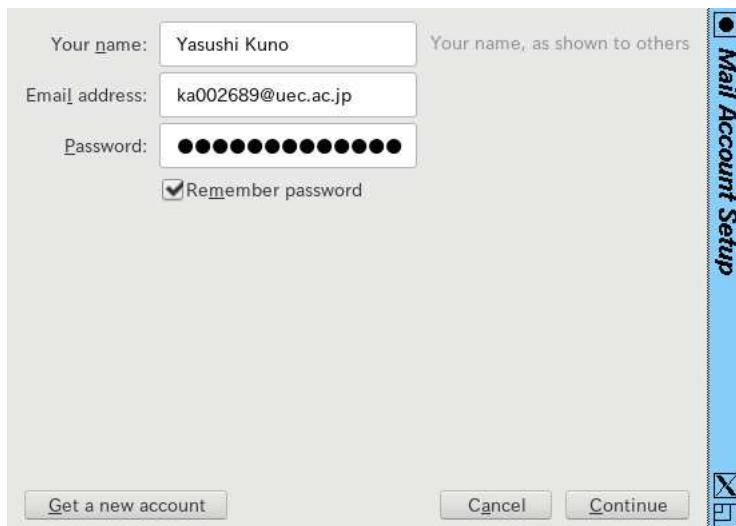 Your name: Yasushi Kuno Your name, as shown to others
Email address: ka002689@uec.ac.jp
Password: ●●●●●●●●●●●●●
Remember password
Get a new account Cancel Continue
Mail Account Setup